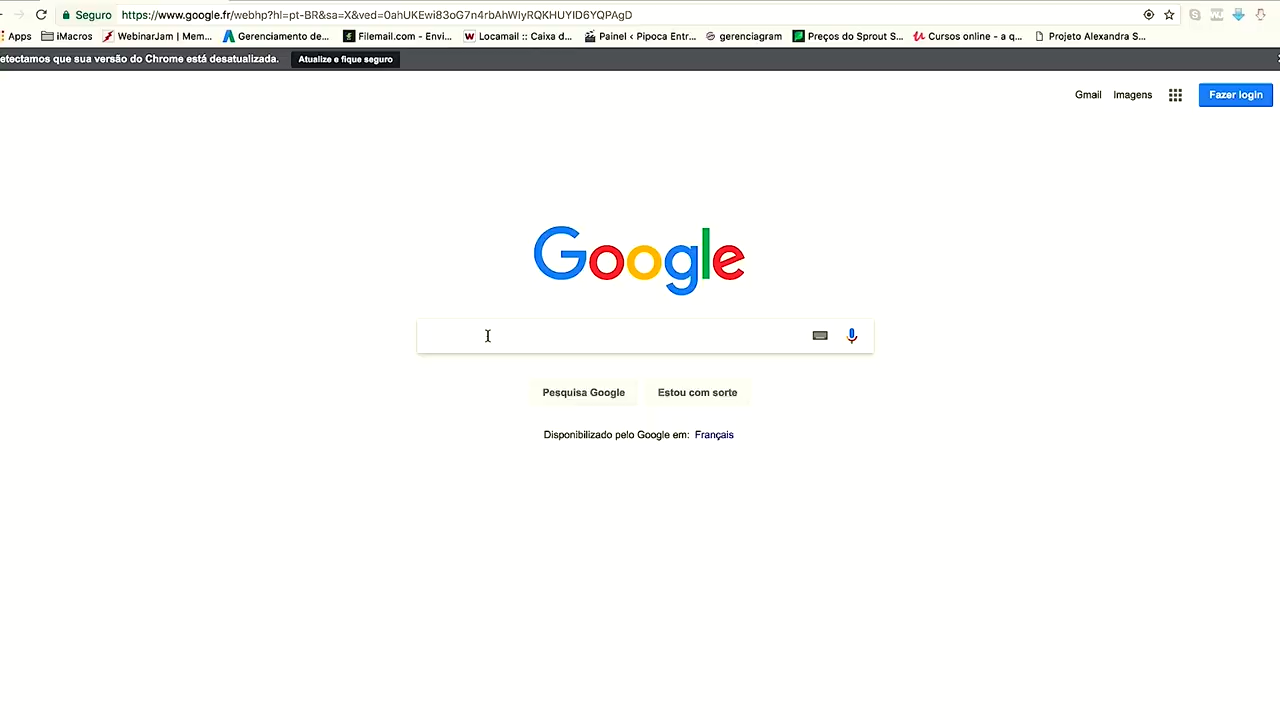 Seguro https://www.google.fr/webhp?hl=pt-BR&sa=X&ved=0ahUKEwi83oG7n4rbAhWIyRQKHUYID6YQPAgD
Apps iMacros WebinarJam | Mem... Gerenciamento de... Filemail.com - Envi... Locamail :: Caixa d... Painel ‹ Pipoca Entr... gerenciagram Preços do Sprout S... Cursos online - a q... Projeto Alexandra S...
etectamos que sua versão do Chrome está desatualizada. Atualize e fique seguro
Gmail Imagens Fazer login
Google
Pesquisa Google Estou com sorte
Disponibilizado pelo Google em: Français